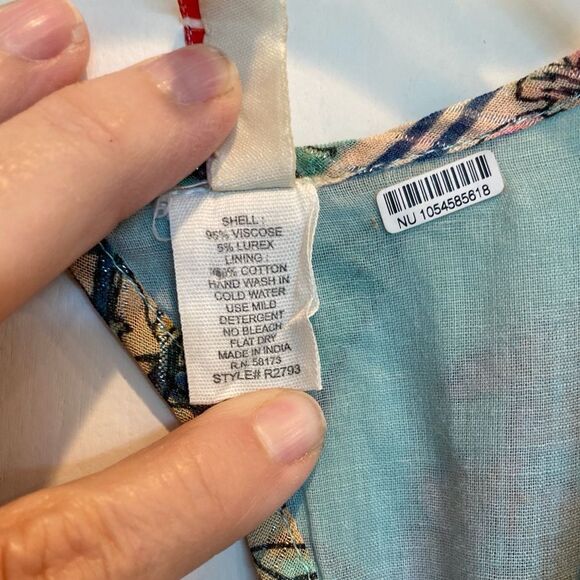 SHELL :
95% VISCOSE
5% LUREX
LINING :
% COTTON
HAND WASH IN
COLD WATER
USE MILD
DETERGENT
NO BLEACH
FLAT DRY
MADE IN INDIA
R.N. 58173
STYLE# R2793
NU 1054585618